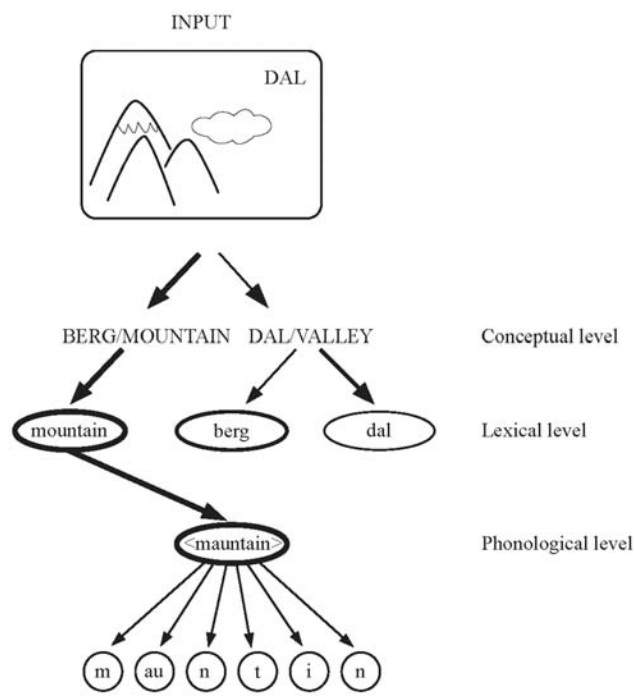 INPUT
DAL
BERG/MOUNTAIN DAL/VALLEY Conceptual level
mountain berg dal Lexical level
<mauntain> Phonological level
m au n t i n